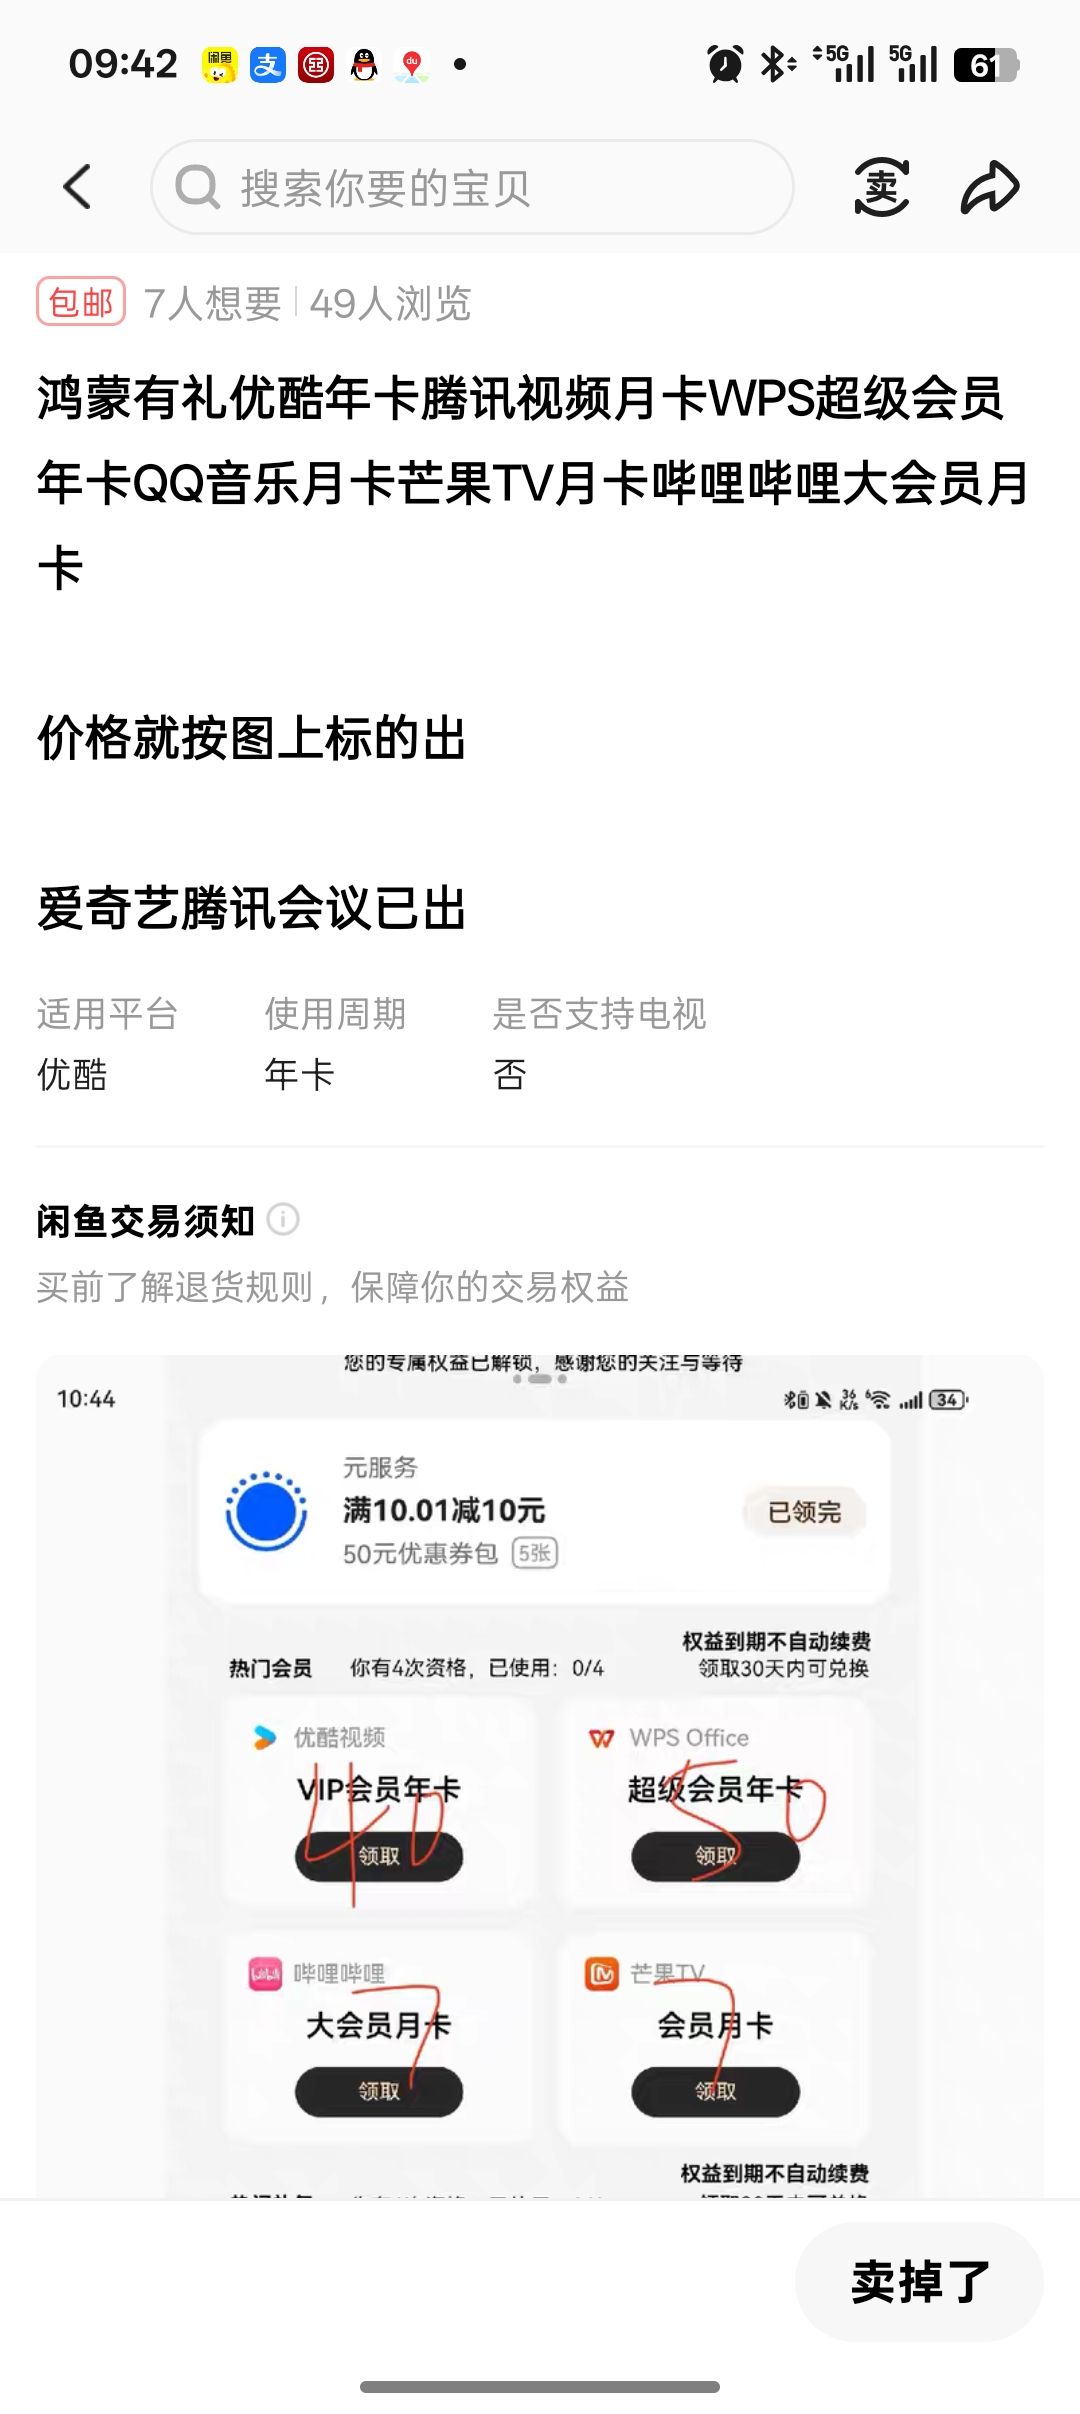 09:42
5G 5G 61
搜索你要的宝贝
卖
包邮 7人想要 49人浏览
鸿蒙有礼优酷年卡腾讯视频月卡WPS超级会员
年卡QQ音乐月卡芒果TV月卡哔哩哔哩大会员月
卡
价格就按图上标的出
爱奇艺腾讯会议已出
适用平台 使用周期 是否支持电视
优酷 年卡 否
闲鱼交易须知
买前了解退货规则，保障你的交易权益
您的专属权益已解锁，感谢您的关注与等待
10:44
36 K/s 34
元服务
满10.01减10元
50元优惠券包 5张
已领完
权益到期不自动续费
热门会员 你有4次资格，已使用：0/4 领取30天内可兑换
优酷视频 WPS Office
VIP会员年卡 超级会员年卡
40 50
领取 领取
哔哩哔哩 芒果TV
大会员月卡 会员月卡
7 7
领取 领取
权益到期不自动续费
卖掉了